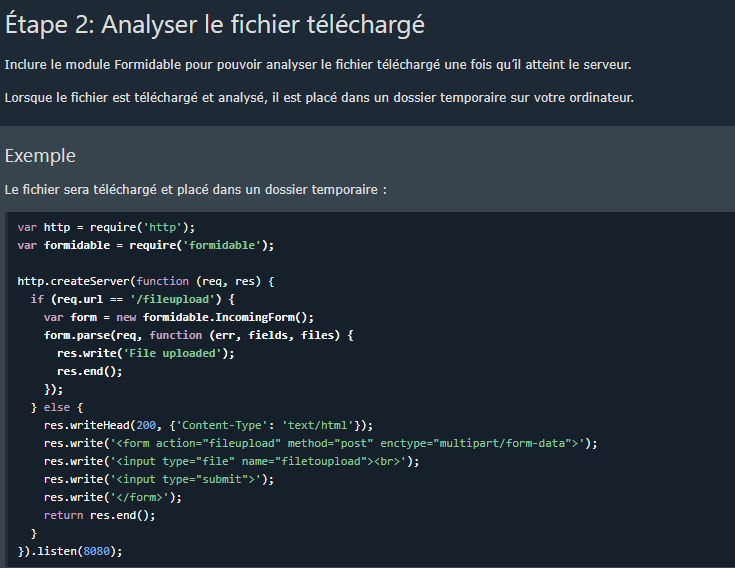 Étape 2: Analyser le fichier téléchargé
Inclure le module Formidable pour pouvoir analyser le fichier téléchargé une fois qu'il atteint le serveur.
Lorsque le fichier est téléchargé et analysé, il est placé dans un dossier temporaire sur votre ordinateur.
Exemple
Le fichier sera téléchargé et placé dans un dossier temporaire :
var http = require('http');
var formidable = require('formidable');
http.createServer(function (req, res) {
  if (req.url == '/fileupload') {
    var form = new formidable.IncomingForm();
    form.parse(req, function (err, fields, files) {
      res.write('File uploaded');
      res.end();
    });
  } else {
    res.writeHead(200, {'Content-Type': 'text/html'});
    res.write('<form action="fileupload" method="post" enctype="multipart/form-data">');
    res.write('<input type="file" name="filetoupload"><br>');
    res.write('<input type="submit">');
    res.write('</form>');
    return res.end();
  }
}).listen(8080);